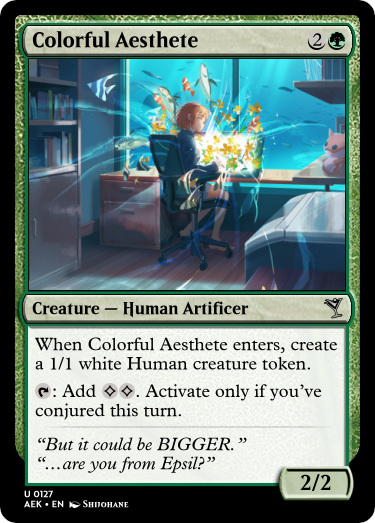 Colorful Aesthete 2
Creature — Human Artificer
When Colorful Aesthete enters, create
a 1/1 white Human creature token.
: Add . Activate only if you’ve
conjured this turn.
“But it could be BIGGER.”
“…are you from Epsil?”
2/2
U 0127
AEK • EN Shijohane